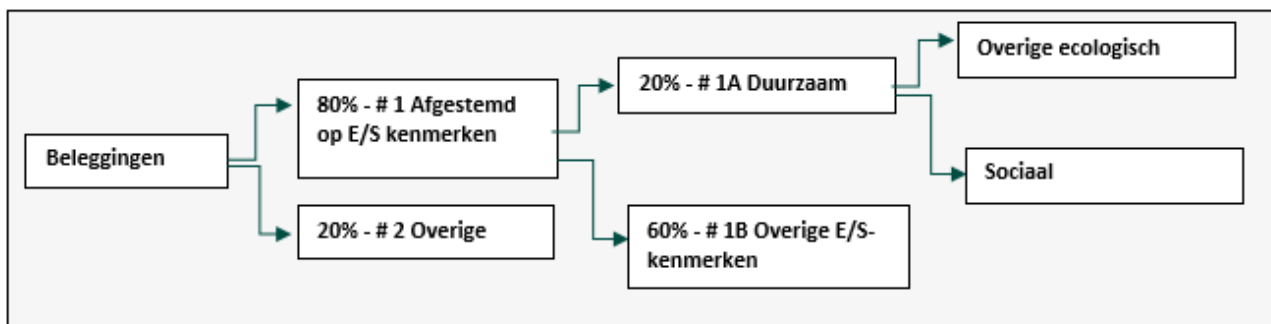 Beleggingen
80% - # 1 Afgestemd
op E/S kenmerken
20% - # 2 Overige
20% - # 1A Duurzaam
60% - # 1B Overige E/S-
kenmerken
Overige ecologisch
Sociaal